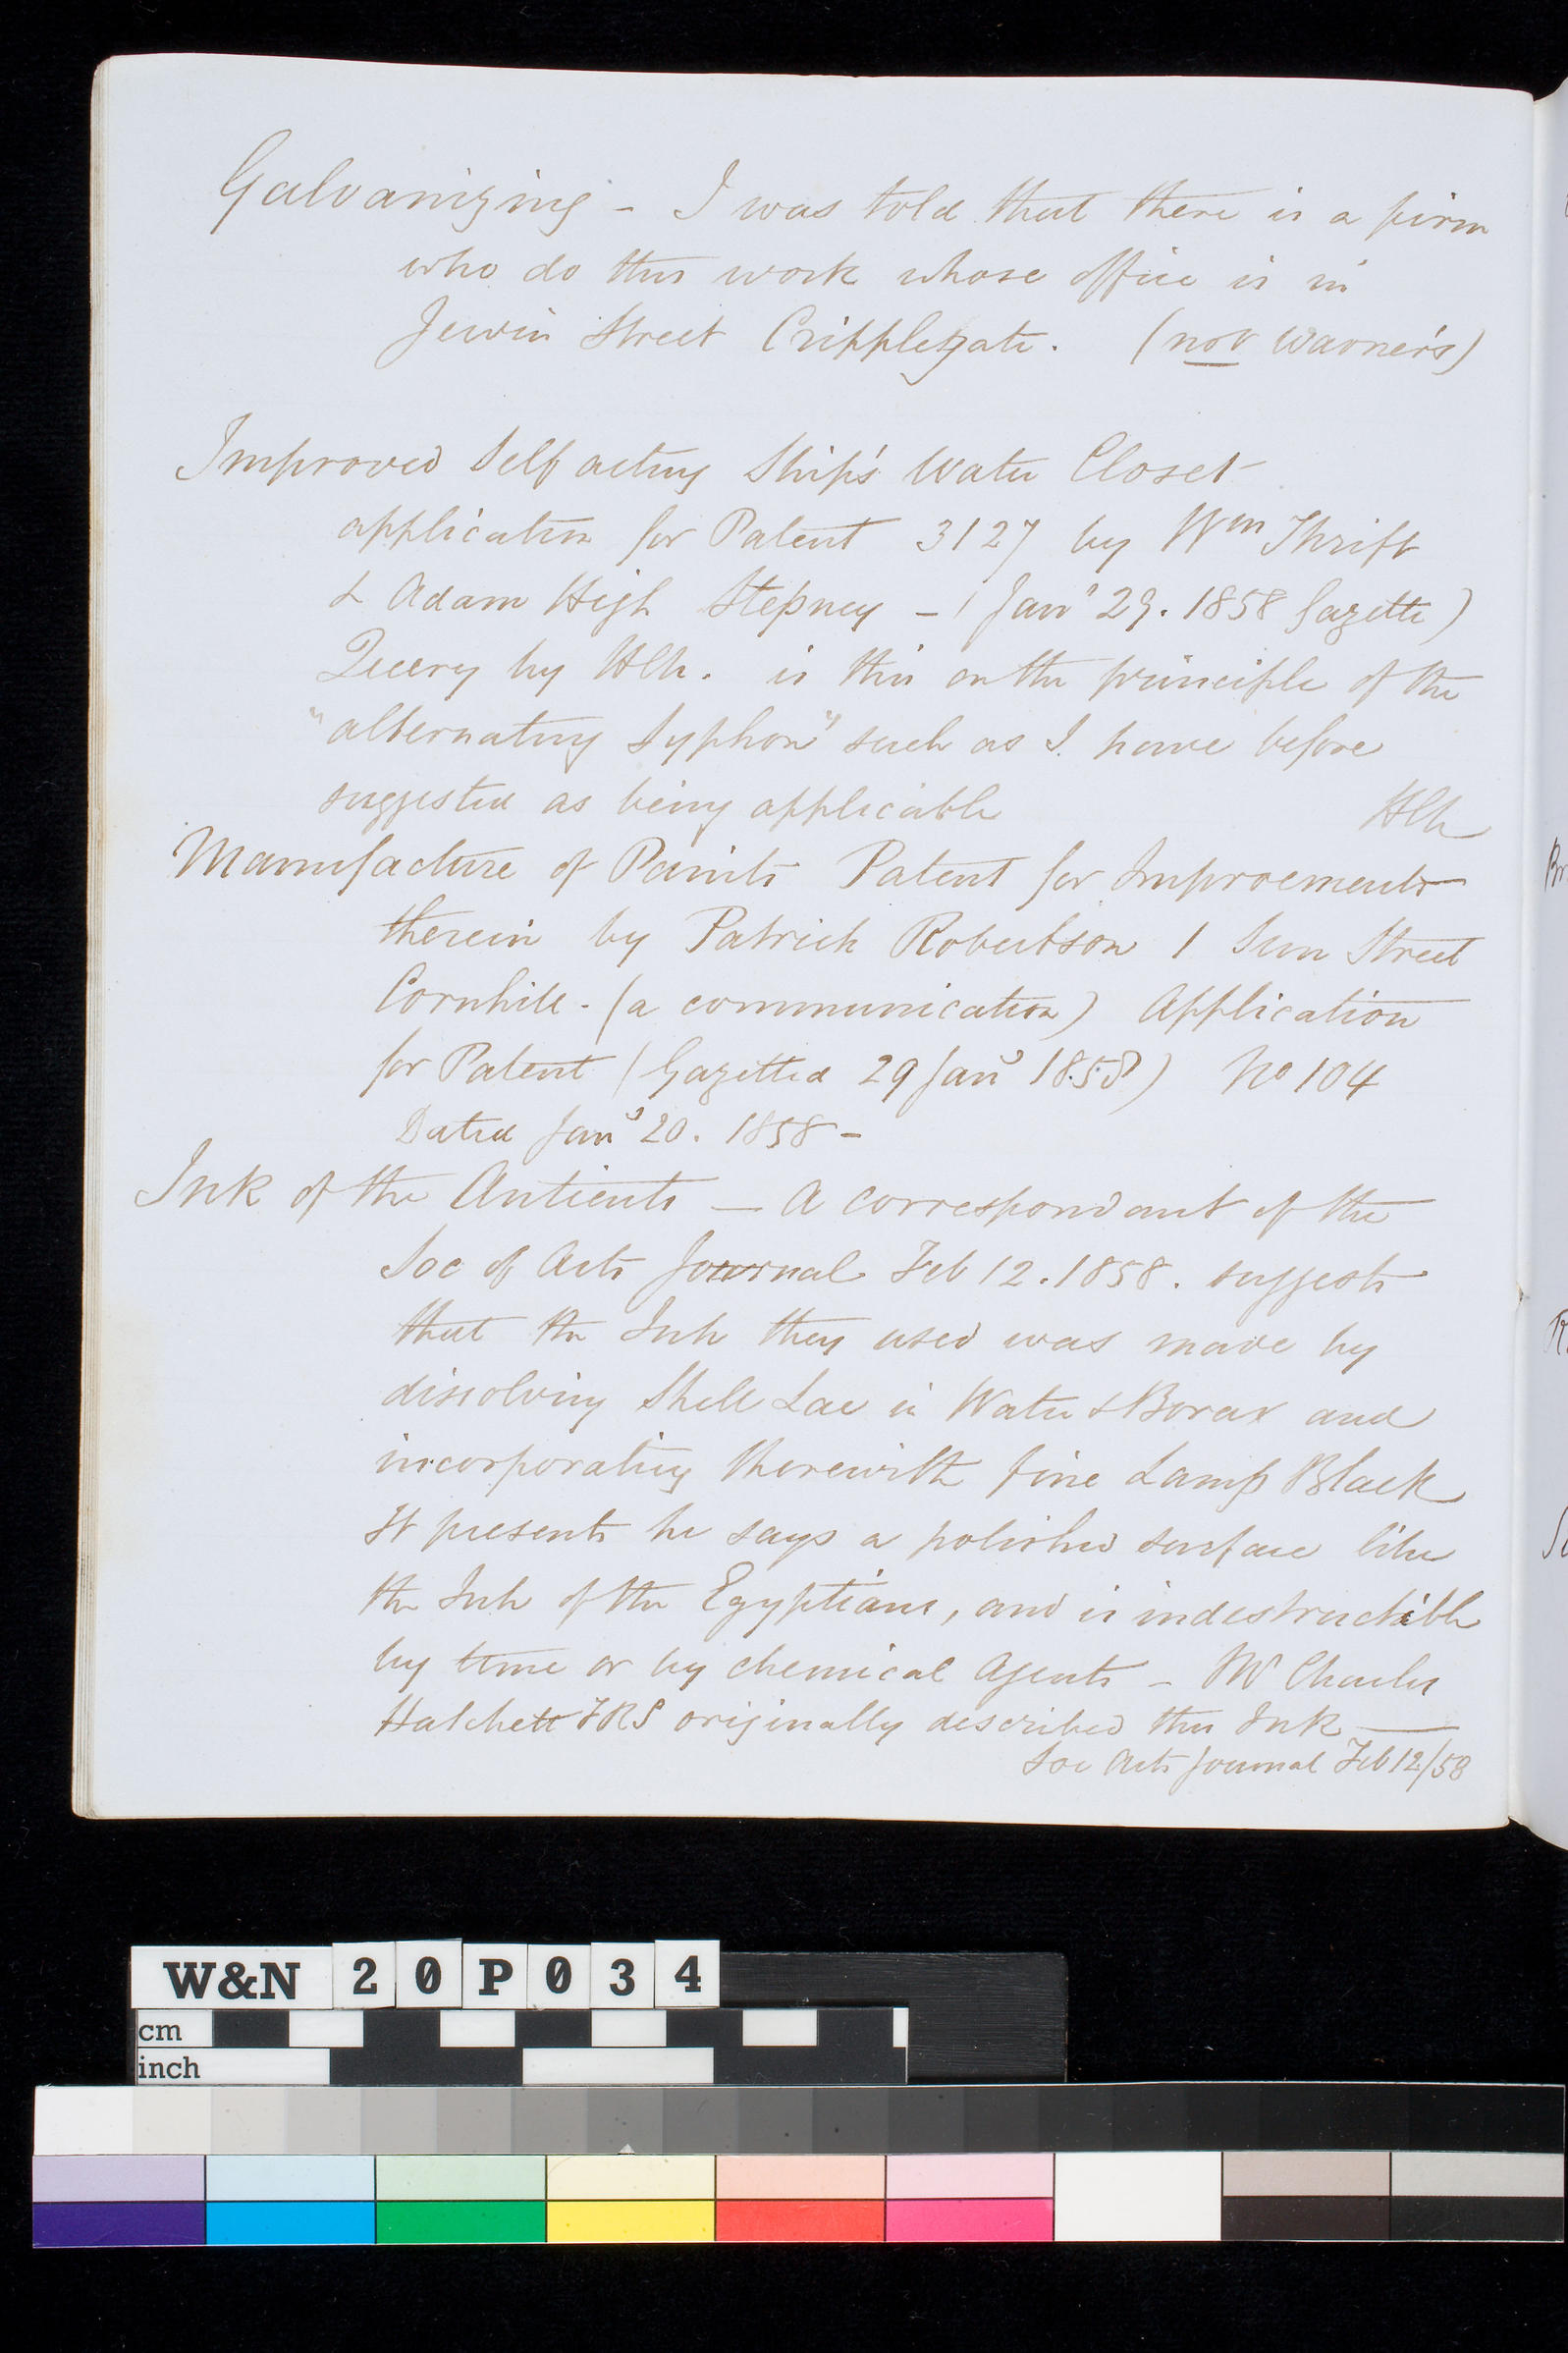 Galvanizing - I was told that there is a firm
who do this work whose office is in
Jewin Street Cripplegate. (not Warner's)
Improved Self acting Ship's Water Closet
application for Patent 3127 by Wm Thrift
& Adam High Stepney - (Jany 29. 1858 Gazette)
Query by is this on the principle of the
"alternating Syphon" such as I have before
suggested as being applicable
Manufacture of Paints Patent for Improements
therein by Patrick Robertson 1 Sun Street
Cornhill - (a communication) Application
for Patent (Gazetted 29 Jany 1858) No 104
Dated Jany 20. 1858 -
Ink of the Antients - A correspondant of the
Soc of Arts Journal Feb 12. 1858. suggests
that the Ink they used was made by
dissolving Shell Lac in Water & Borax and
incorporating therewith fine Lamp Black
It presents he says a polished surface like
the Ink of the Egyptians, and is indestructible
by time or by chemical Agents - Mr Charles
Hatchett FRS originally described this Ink
Soc Arts Journal Feb 12/58
W&N 20P034
cm
inch